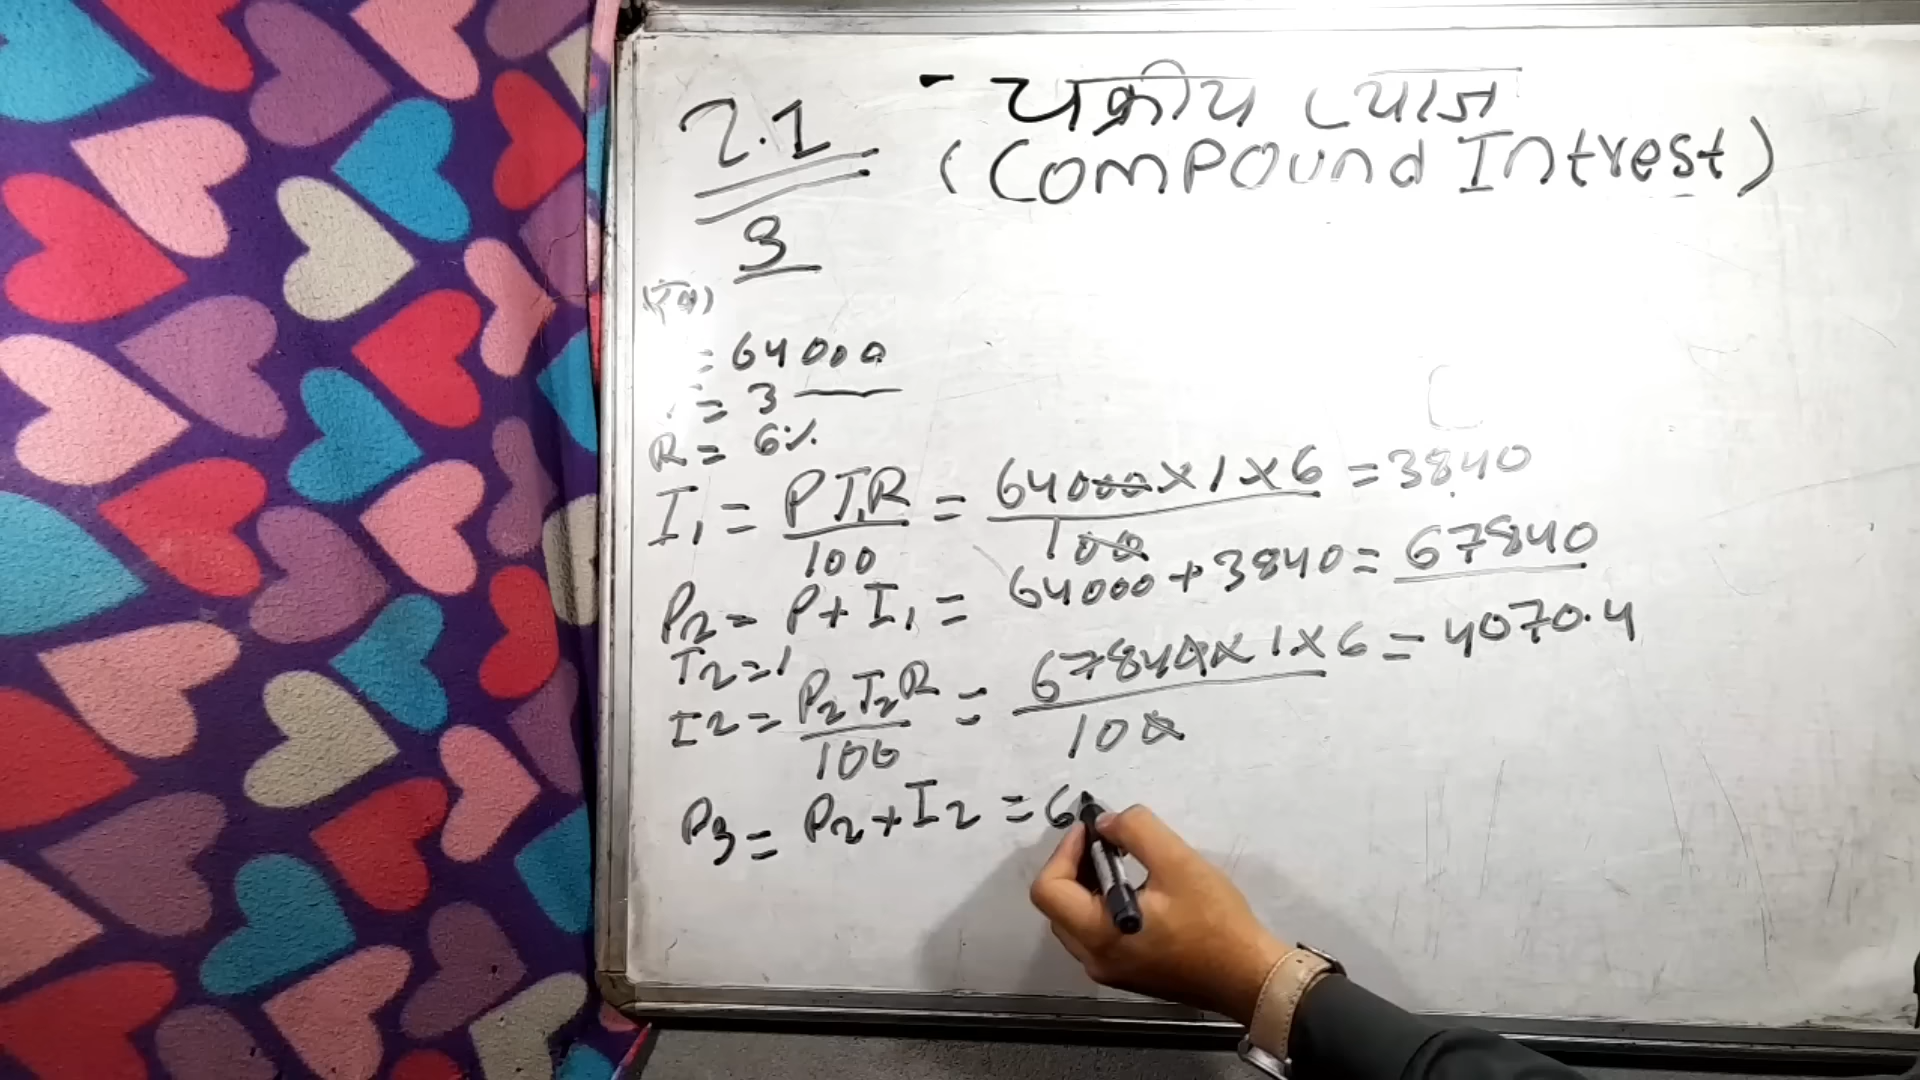 2.1 - चक्रीय ब्याज
(Compound Intrest)
3
= 64000
= 3
R = 6%
I₁ = PT₁R/100 = 64000×1×6/100 = 3840
P₂ = P + I₁ = 64000 + 3840 = 67840
T₂ = 1
I₂ = P₂T₂R/100 = 67840×1×6/100 = 4070.4
P₃ = P₂ + I₂ = 6